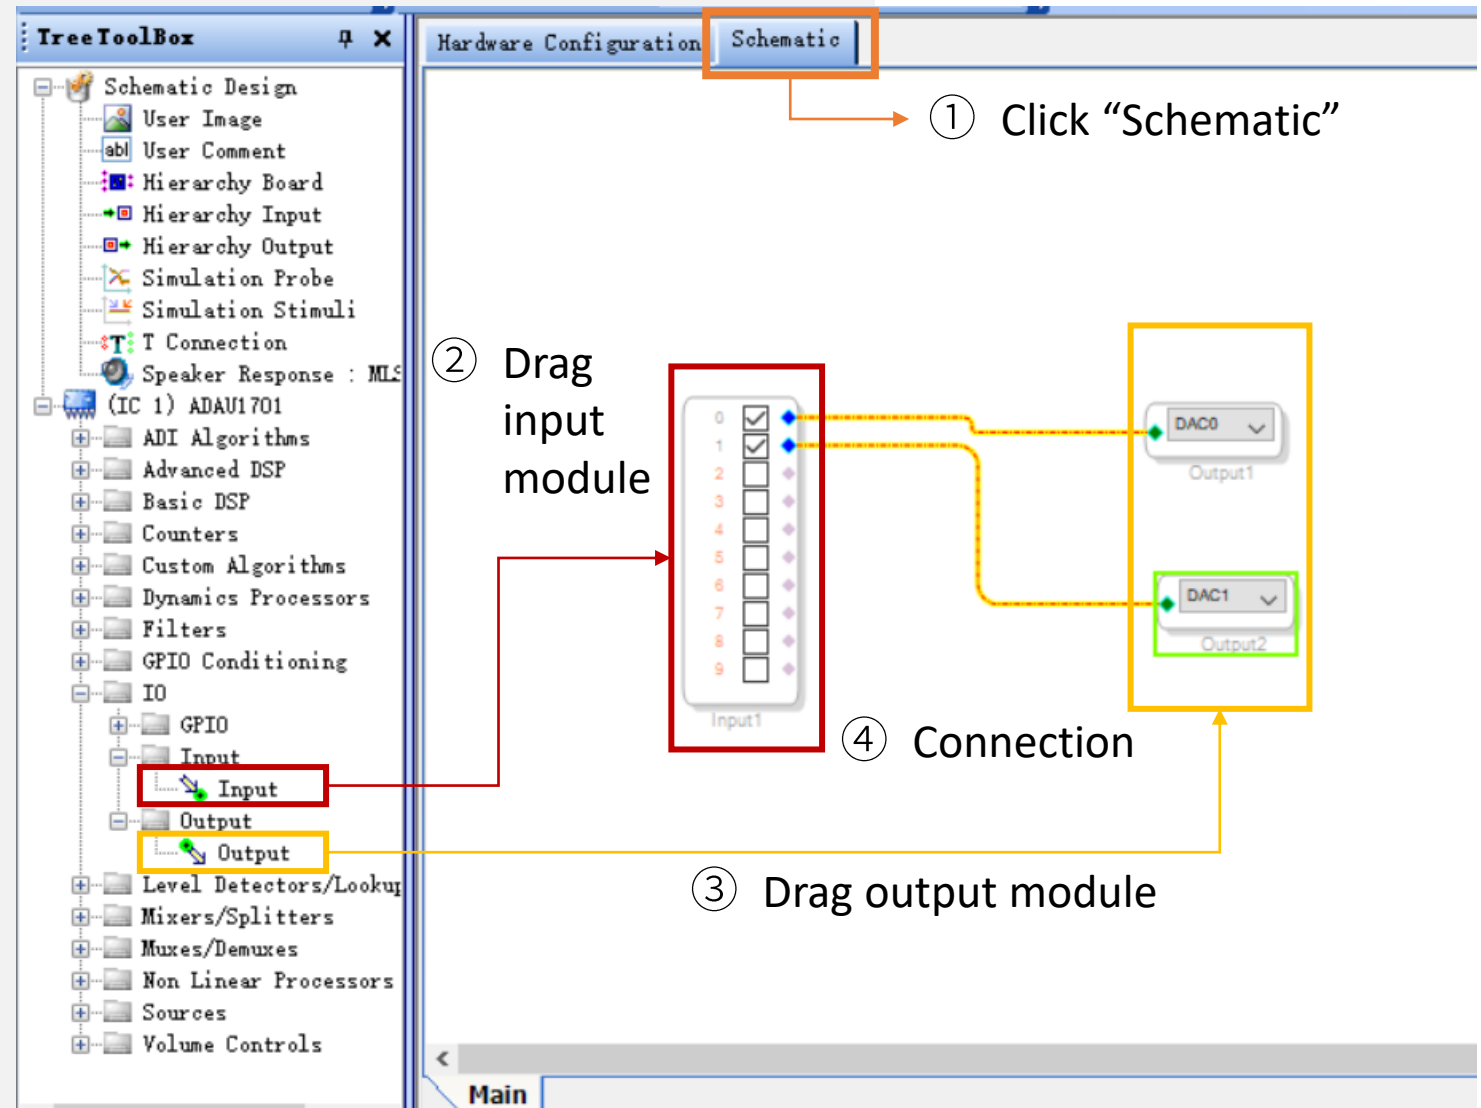 TreeToolBox
Schematic Design
User Image
abl User Comment
Hierarchy Board
Hierarchy Input
Hierarchy Output
Simulation Probe
Simulation Stimuli
T T Connection
Speaker Response : MLS
(IC 1) ADAU1701
ADI Algorithms
Advanced DSP
Basic DSP
Counters
Custom Algorithms
Dynamics Processors
Filters
GPIO Conditioning
IO
GPIO
Input
Input
Output
Output
Level Detectors/Lookup
Mixers/Splitters
Muxes/Demuxes
Non Linear Processors
Sources
Volume Controls
Hardware Configuration
Schematic
① Click “Schematic”
② Drag
input
module
0
1
2
3
4
5
6
7
8
9
Input1
DAC0
Output1
DAC1
Output2
④ Connection
③ Drag output module
Main